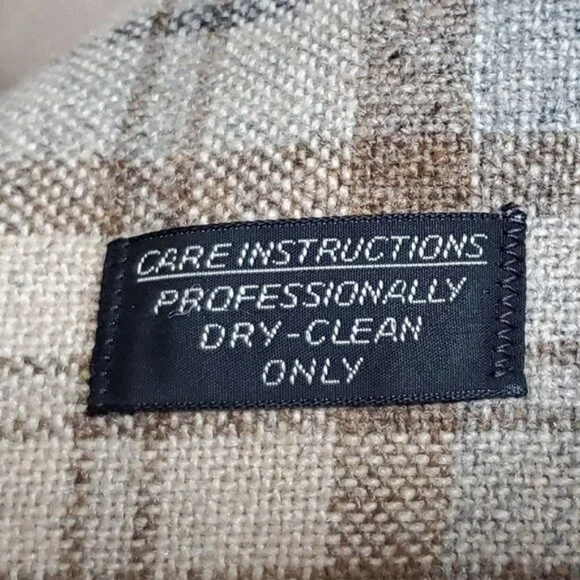 CARE INSTRUCTIONS
PROFESSIONALLY
DRY-CLEAN
ONLY